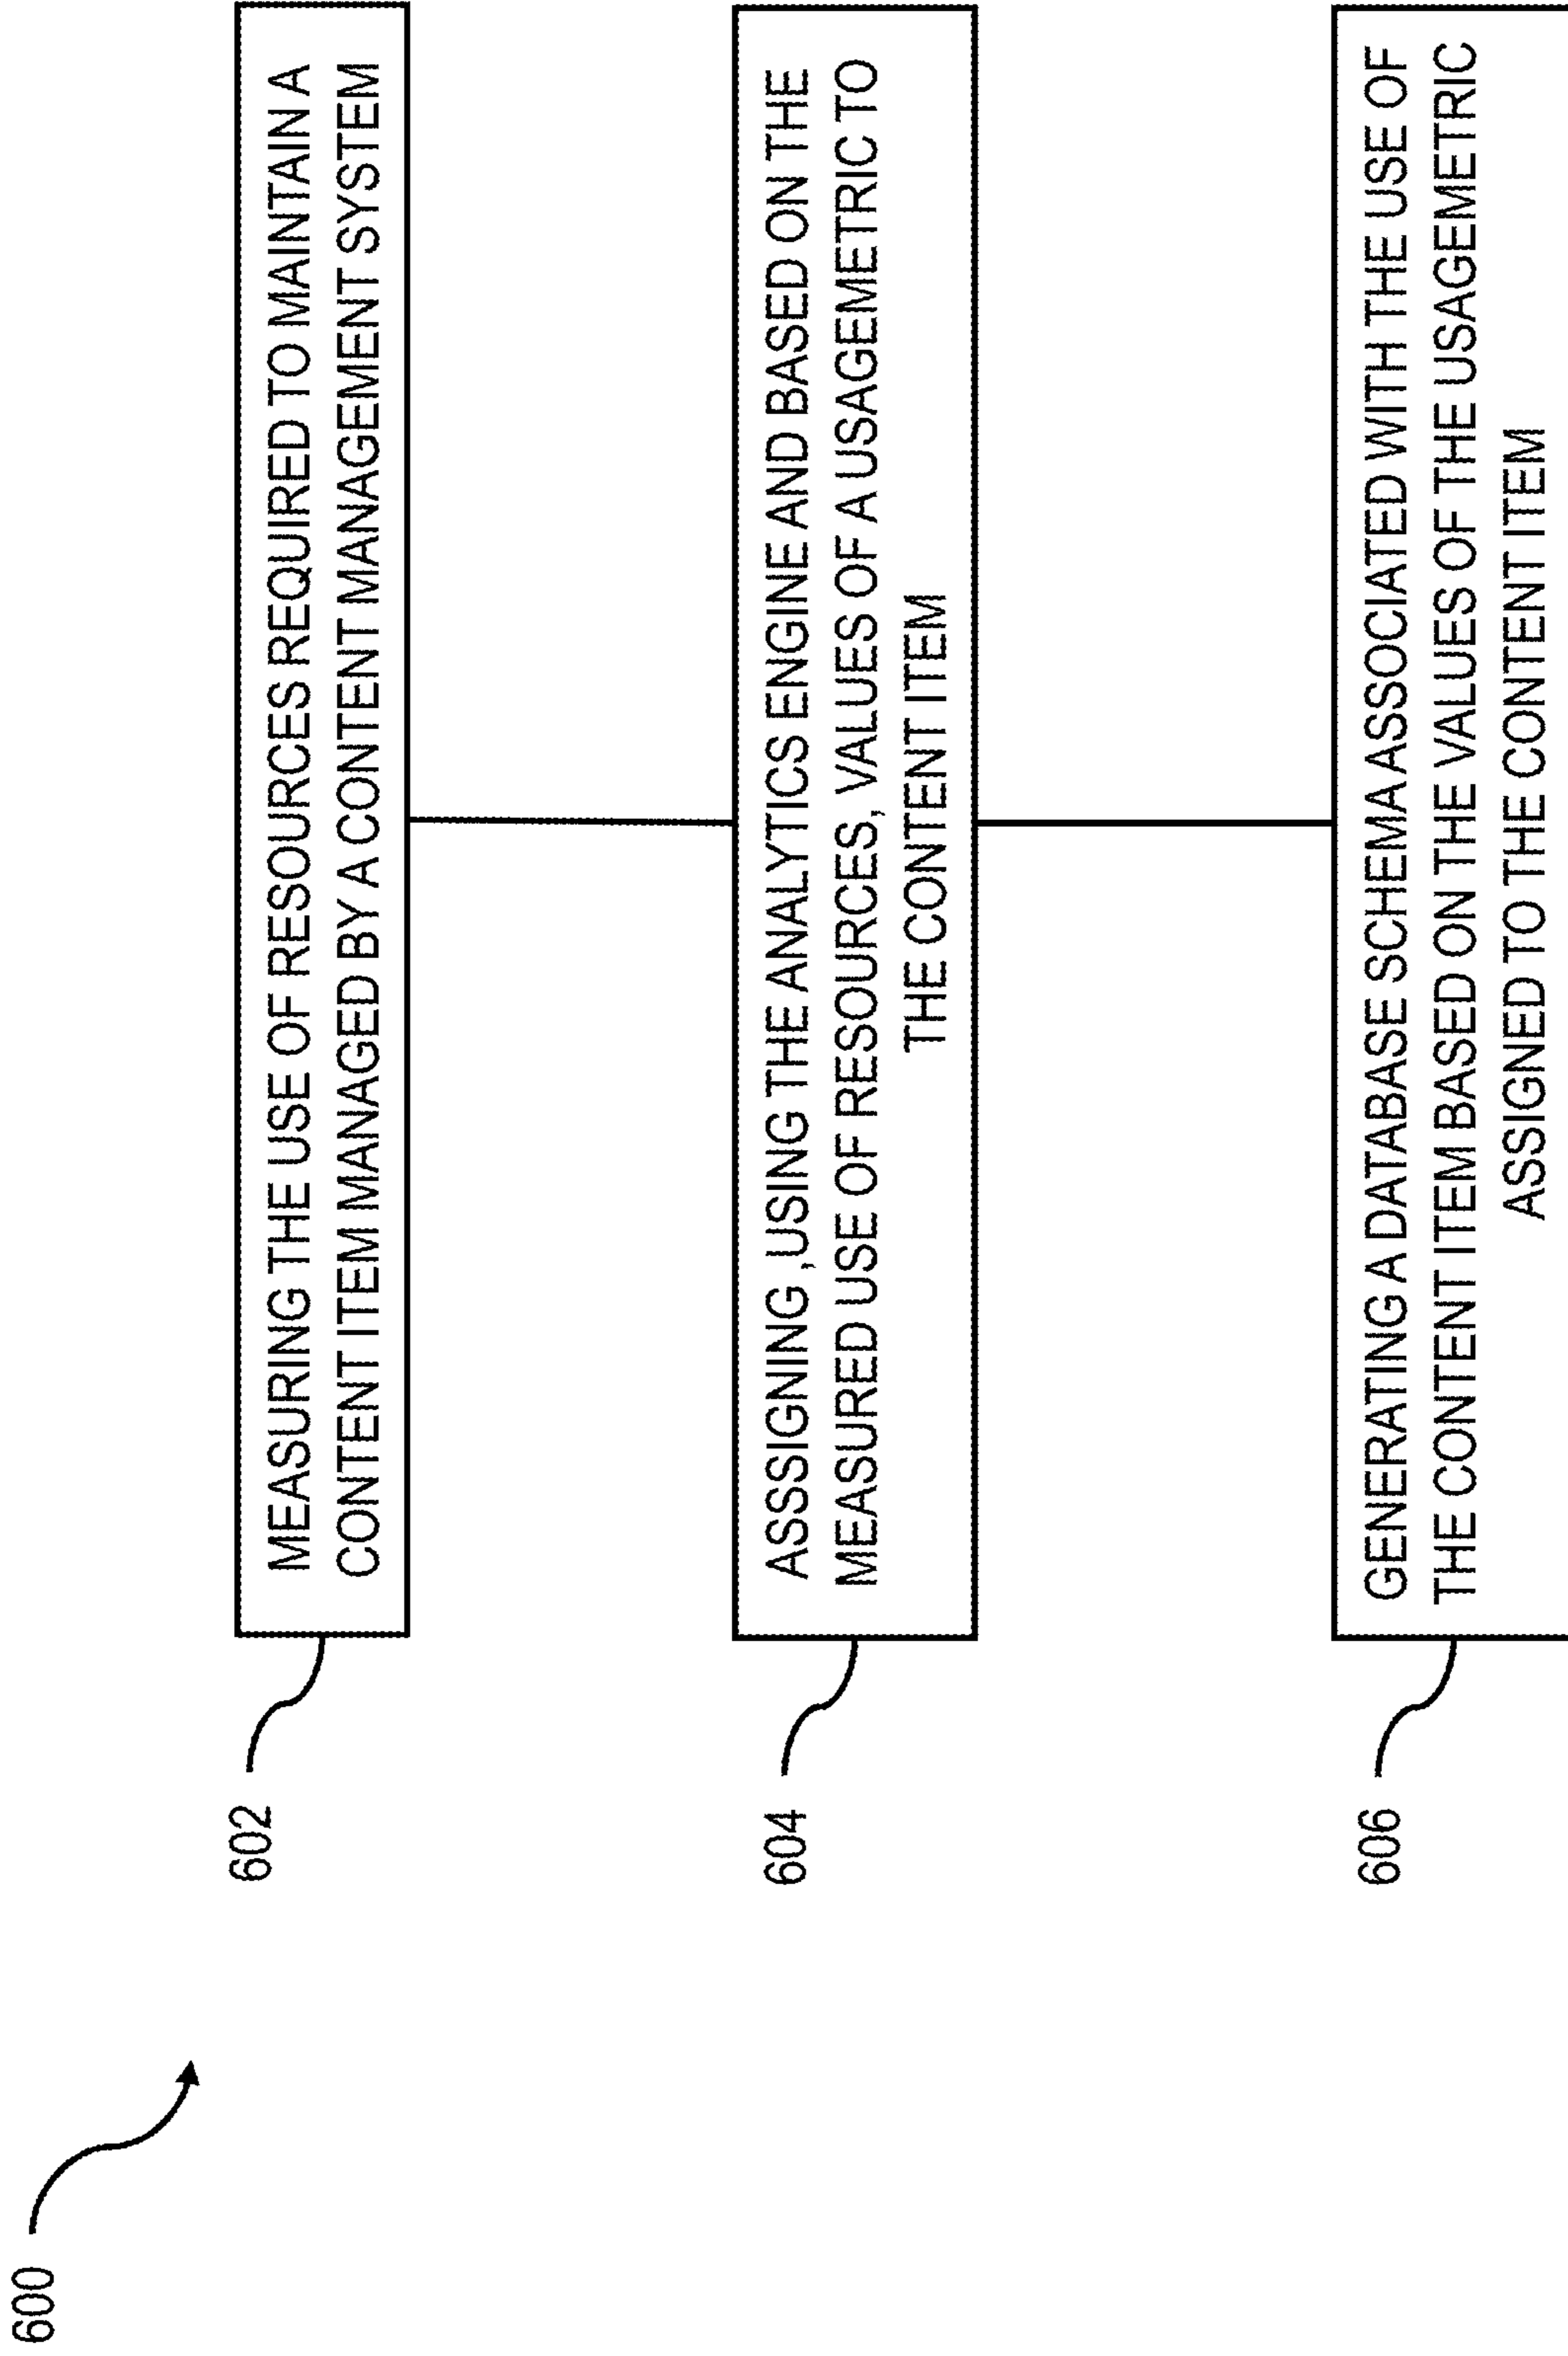 600
602
MEASURING THE USE OF RESOURCES REQUIRED TO MAINTAIN A
CONTENT ITEM MANAGED BY A CONTENT MANAGEMENT SYSTEM
604
ASSSIGNING ,USING THE ANALYTICS ENGINE AND BASED ON THE
MEASURED USE OF RESOURCES, VALUES OF A USAGEMETRIC TO
THE CONTENT ITEM
606
GENERATING A DATABASE SCHEMA ASSOCIATED WITH THE USE OF
THE CONTENT ITEM BASED ON THE VALUES OF THE USAGEMETRIC
ASSIGNED TO THE CONTENT ITEM